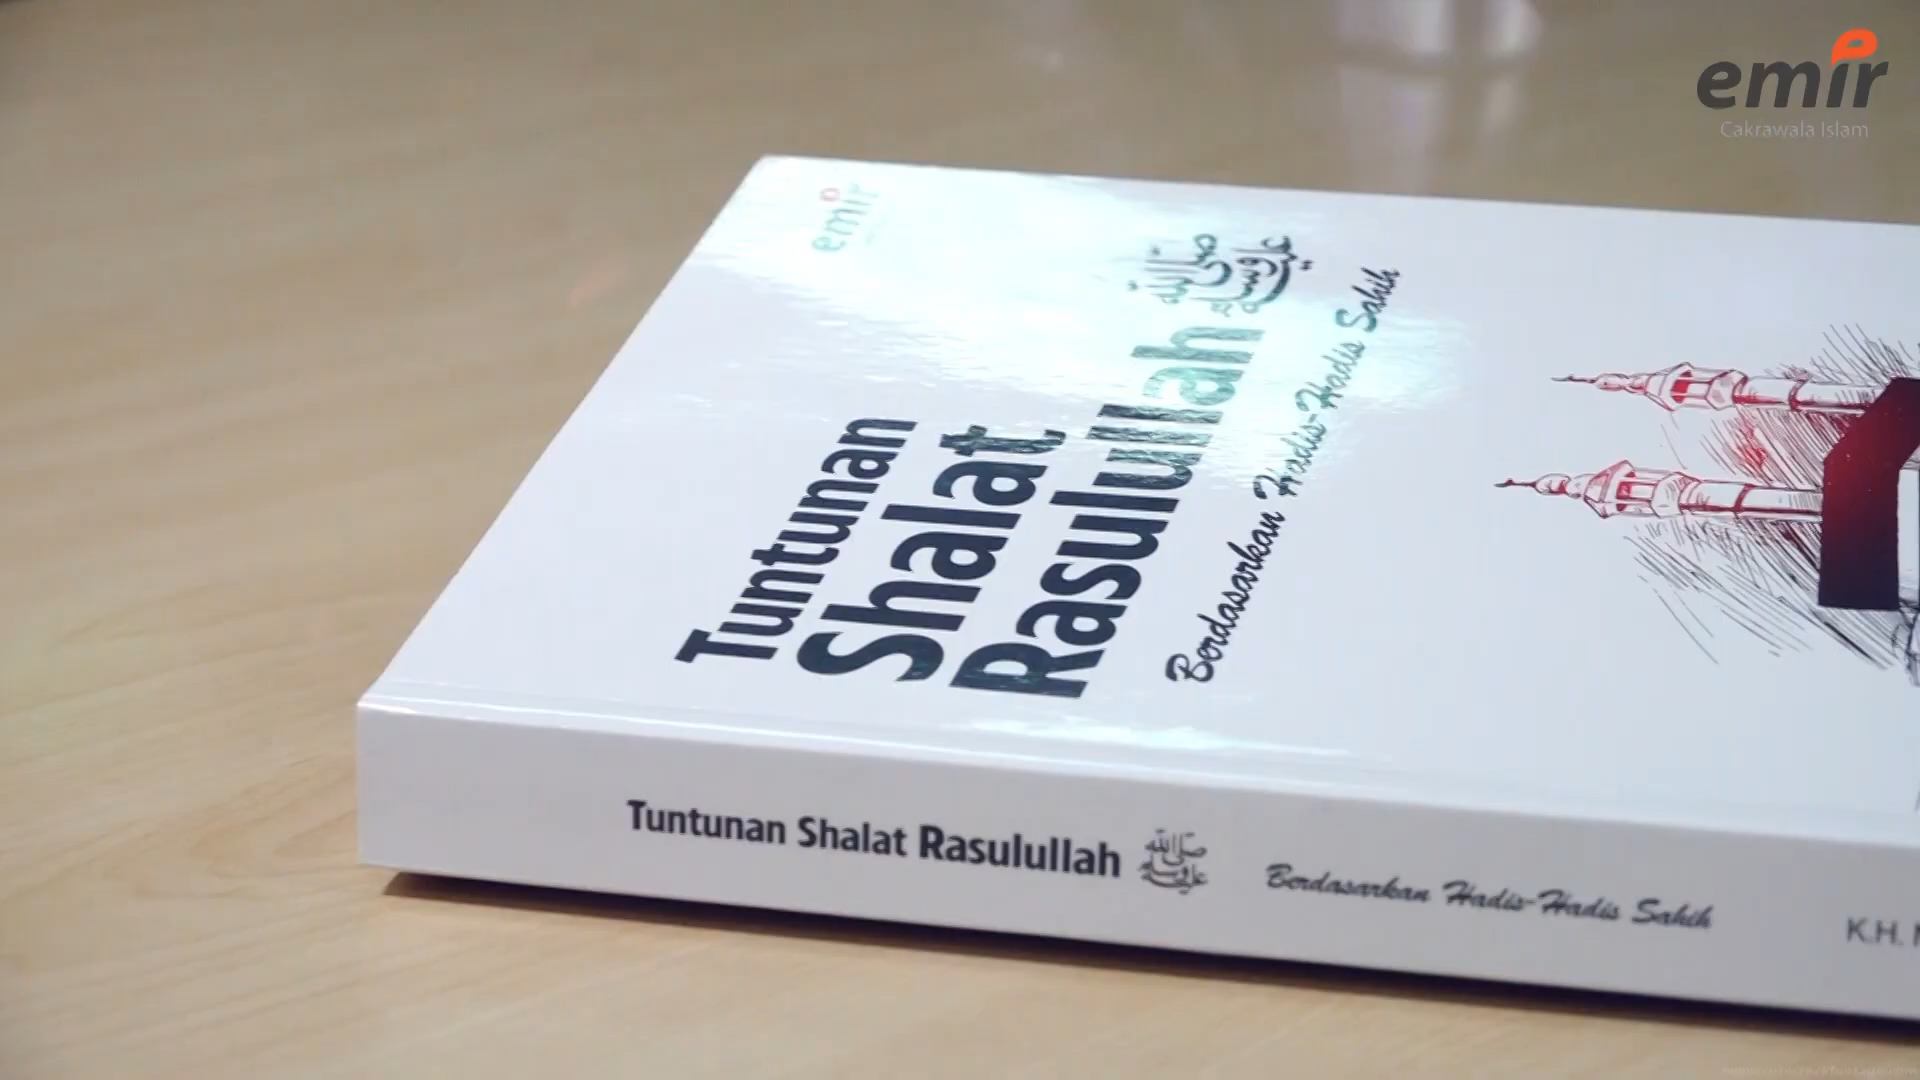 emir
Cakrawala Islam
emir
Tuntunan
Shalat
Rasulullah
صلى الله عليه وسلم
Berdasarkan Hadis-Hadis Sahih
Tuntunan Shalat Rasulullah صلى الله عليه وسلم Berdasarkan Hadis-Hadis Sahih K.H.